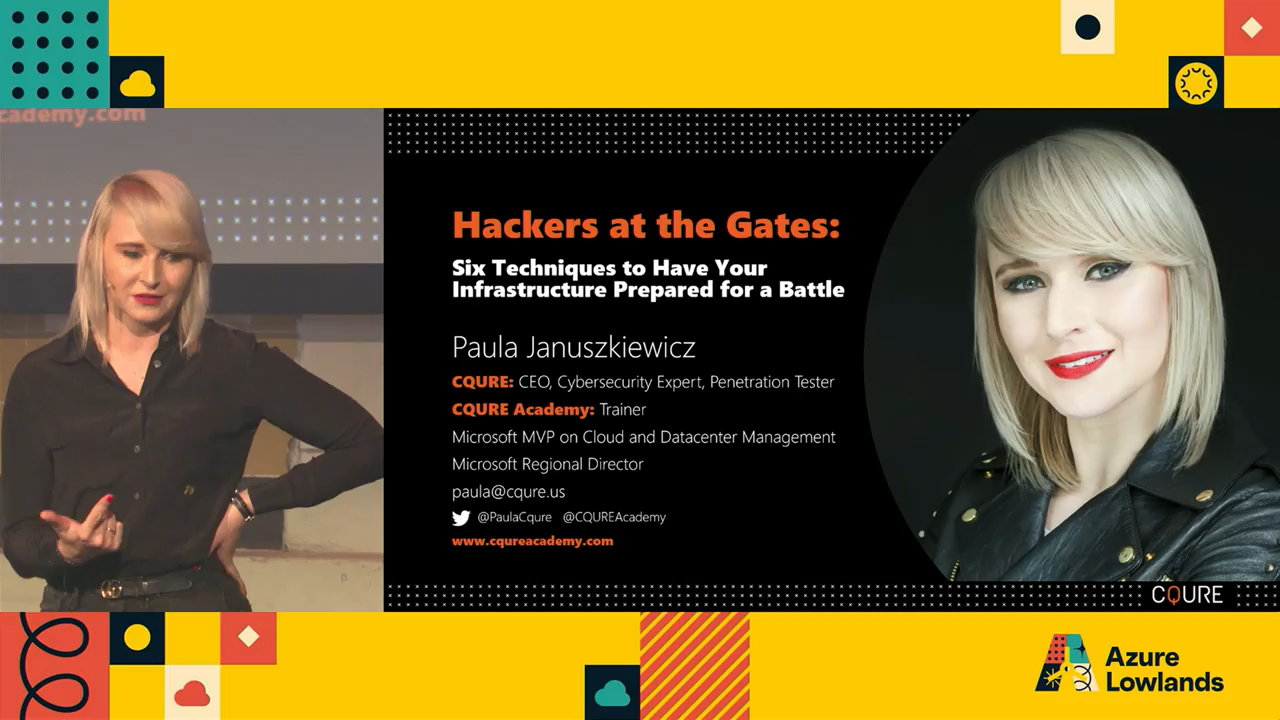 cademy.com
Hackers at the Gates:
Six Techniques to Have Your
Infrastructure Prepared for a Battle
Paula Januszkiewicz
CQURE: CEO, Cybersecurity Expert, Penetration Tester
CQURE Academy: Trainer
Microsoft MVP on Cloud and Datacenter Management
Microsoft Regional Director
paula@cqure.us
@PaulaCqure @CQUREAcademy
www.cqureacademy.com
CQURE
Azure
Lowlands